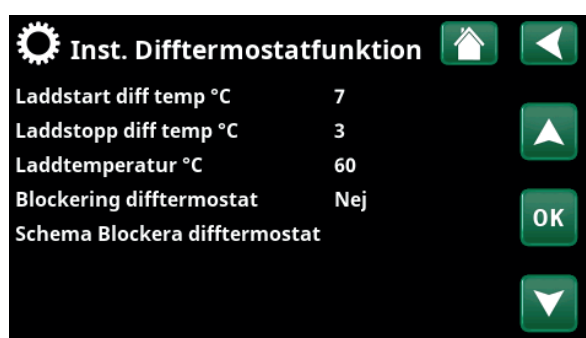 Inst. Difftermostatfunktion
Laddstart diff temp °C 7
Laddstopp diff temp °C 3
Laddtemperatur °C 60
Blockering difftermostat Nej
OK
Schema Blockera difftermostat